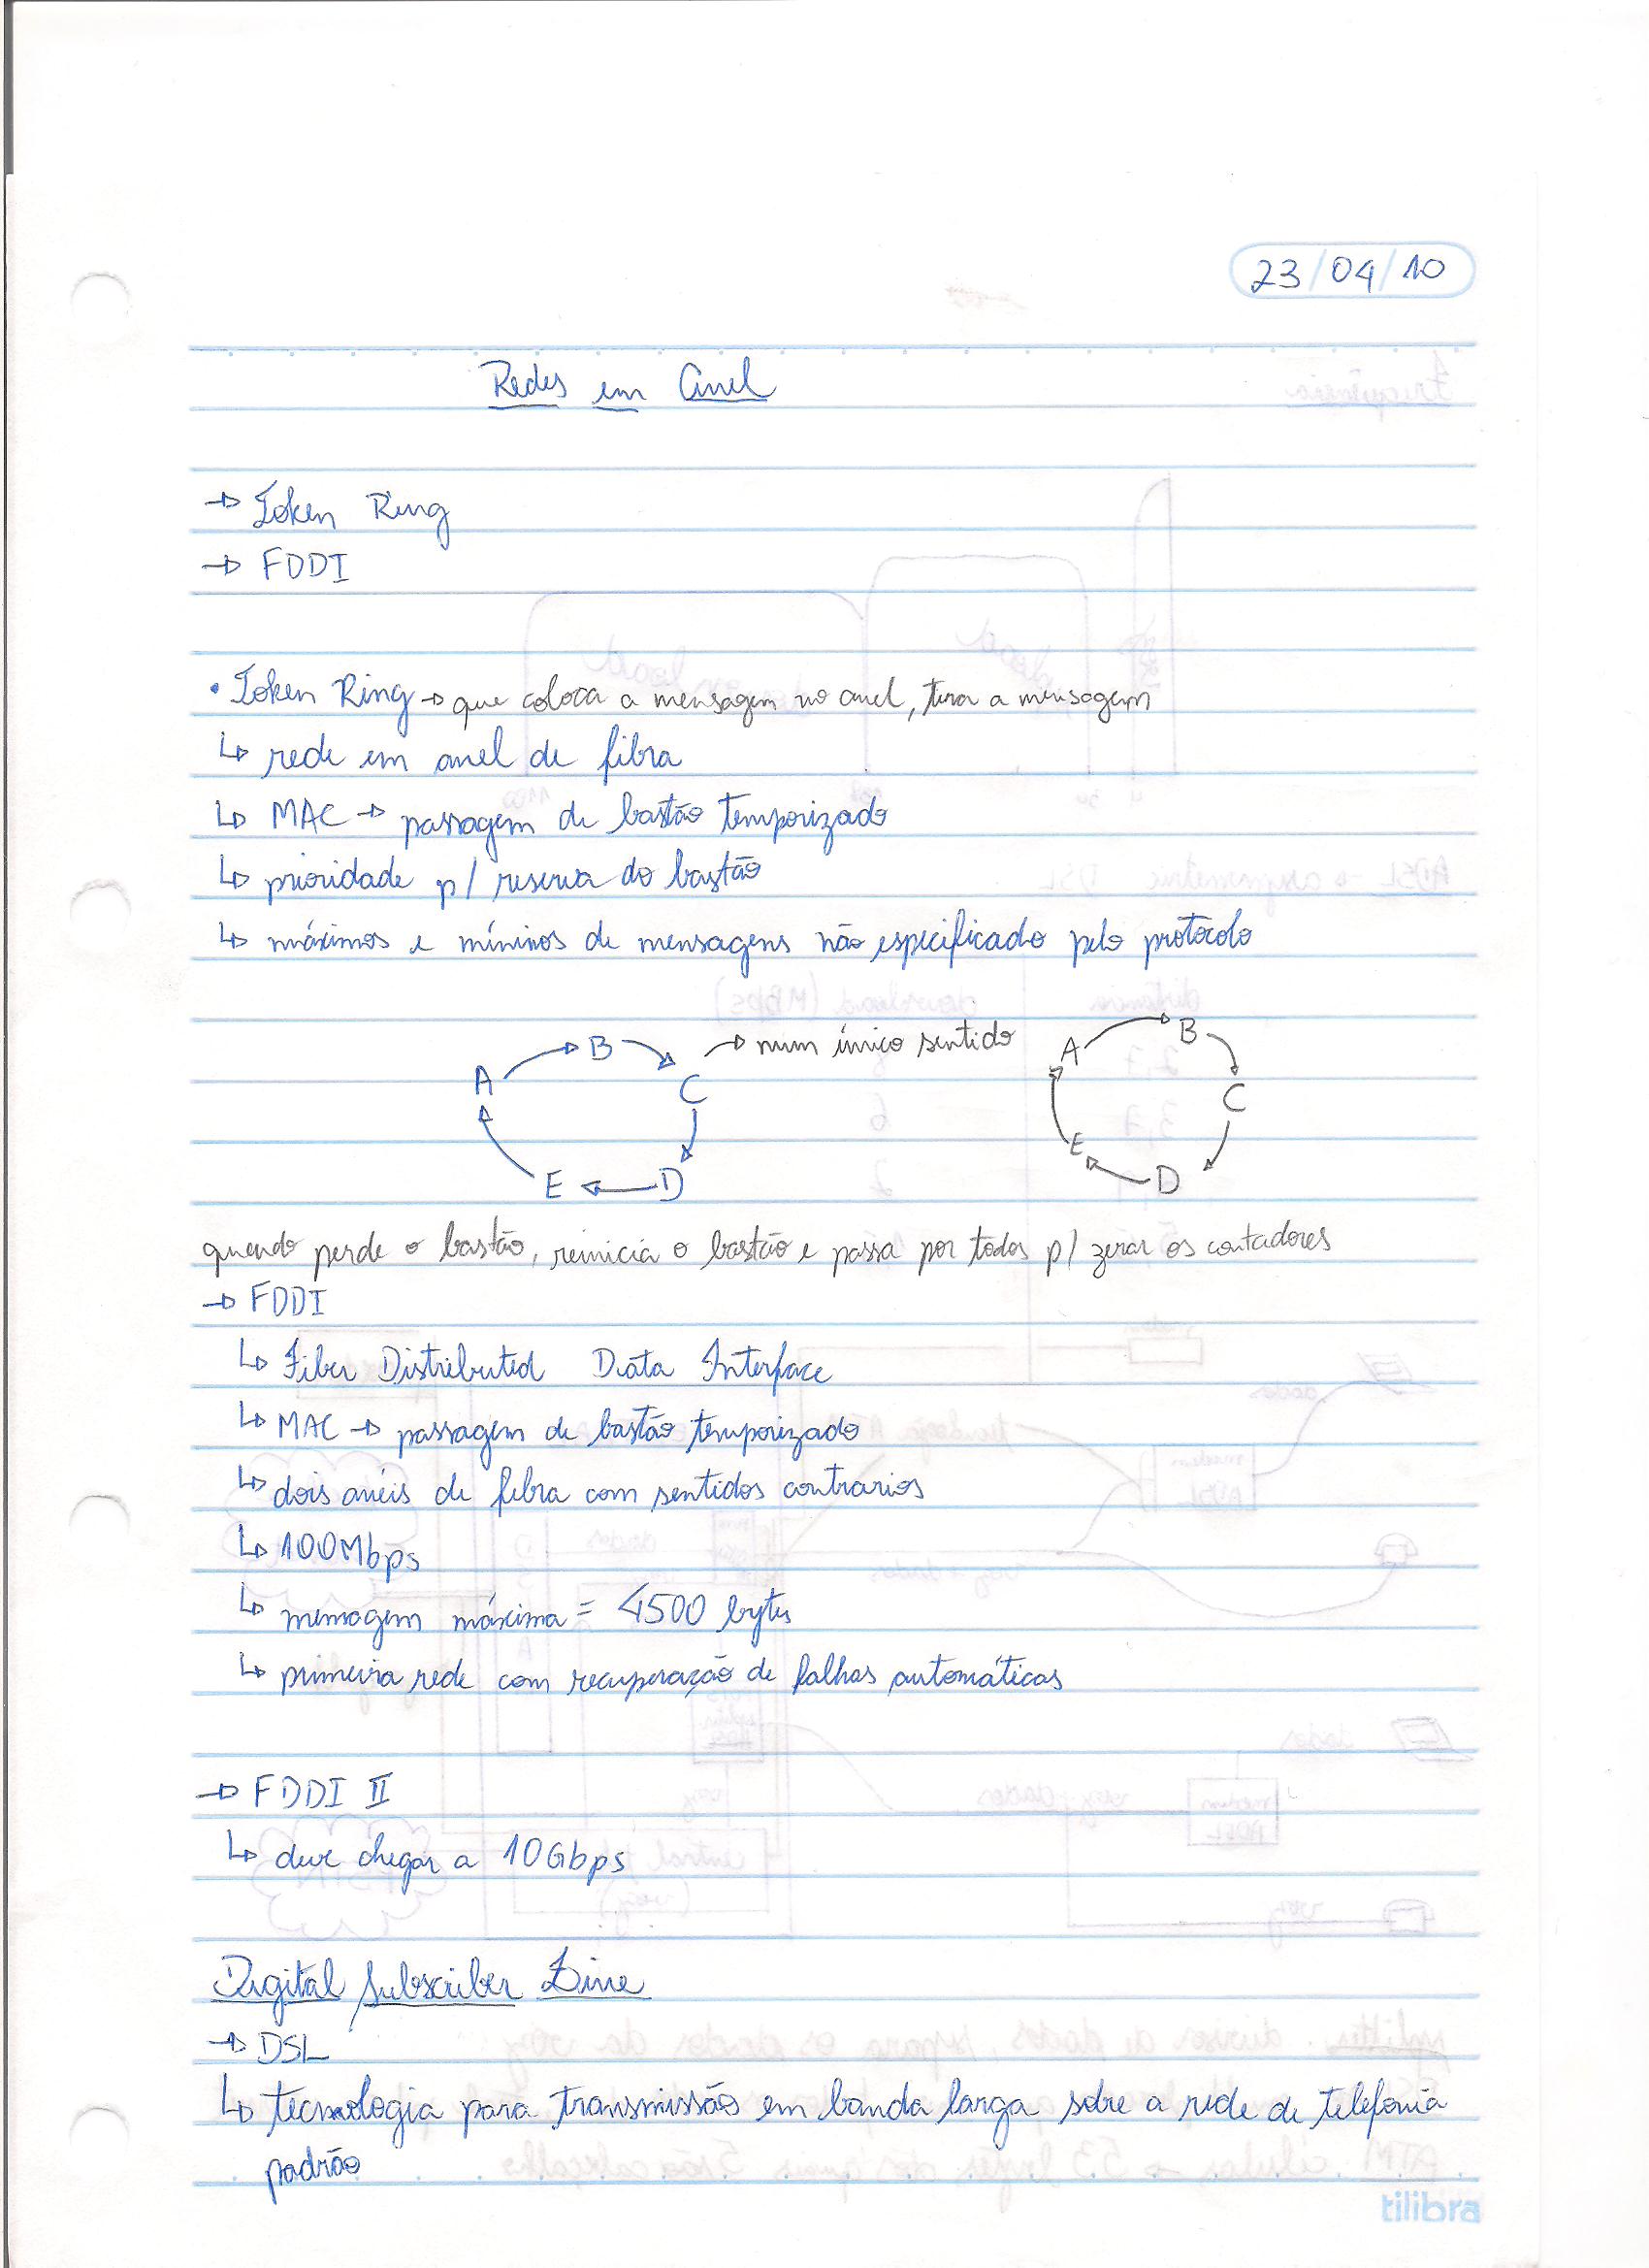 23/04/10
Redes em Anel
→ Token Ring
→ FDDI
• Token Ring → que coloca a mensagem no anel, tira a mensagem
↳ rede em anel de fibra
↳ MAC → passagem de bastão temporizado
↳ prioridade p/ reserva do bastão
↳ máximos e mínimos de mensagens não especificado pelo protocolo
A → B → C → num único sentido A → B → C
E ← D E ← D
quando perde o bastão, reinicia o bastão e passa por todos p/ zerar os contadores
→ FDDI
↳ Fiber Distributed Data Interface
↳ MAC → passagem de bastão temporizado
↳ dois anéis de fibra com sentidos contrarios
↳ 100Mbps
↳ mensagem máxima = 4500 bytes
↳ primeira rede com recuperação de falhas automáticas
→ FDDI II
↳ deve chegar a 10Gbps
Digital Subscriber Line
→ DSL
↳ tecnologia para transmissão em banda larga sobre a rede de telefonia
padrão
tilibra